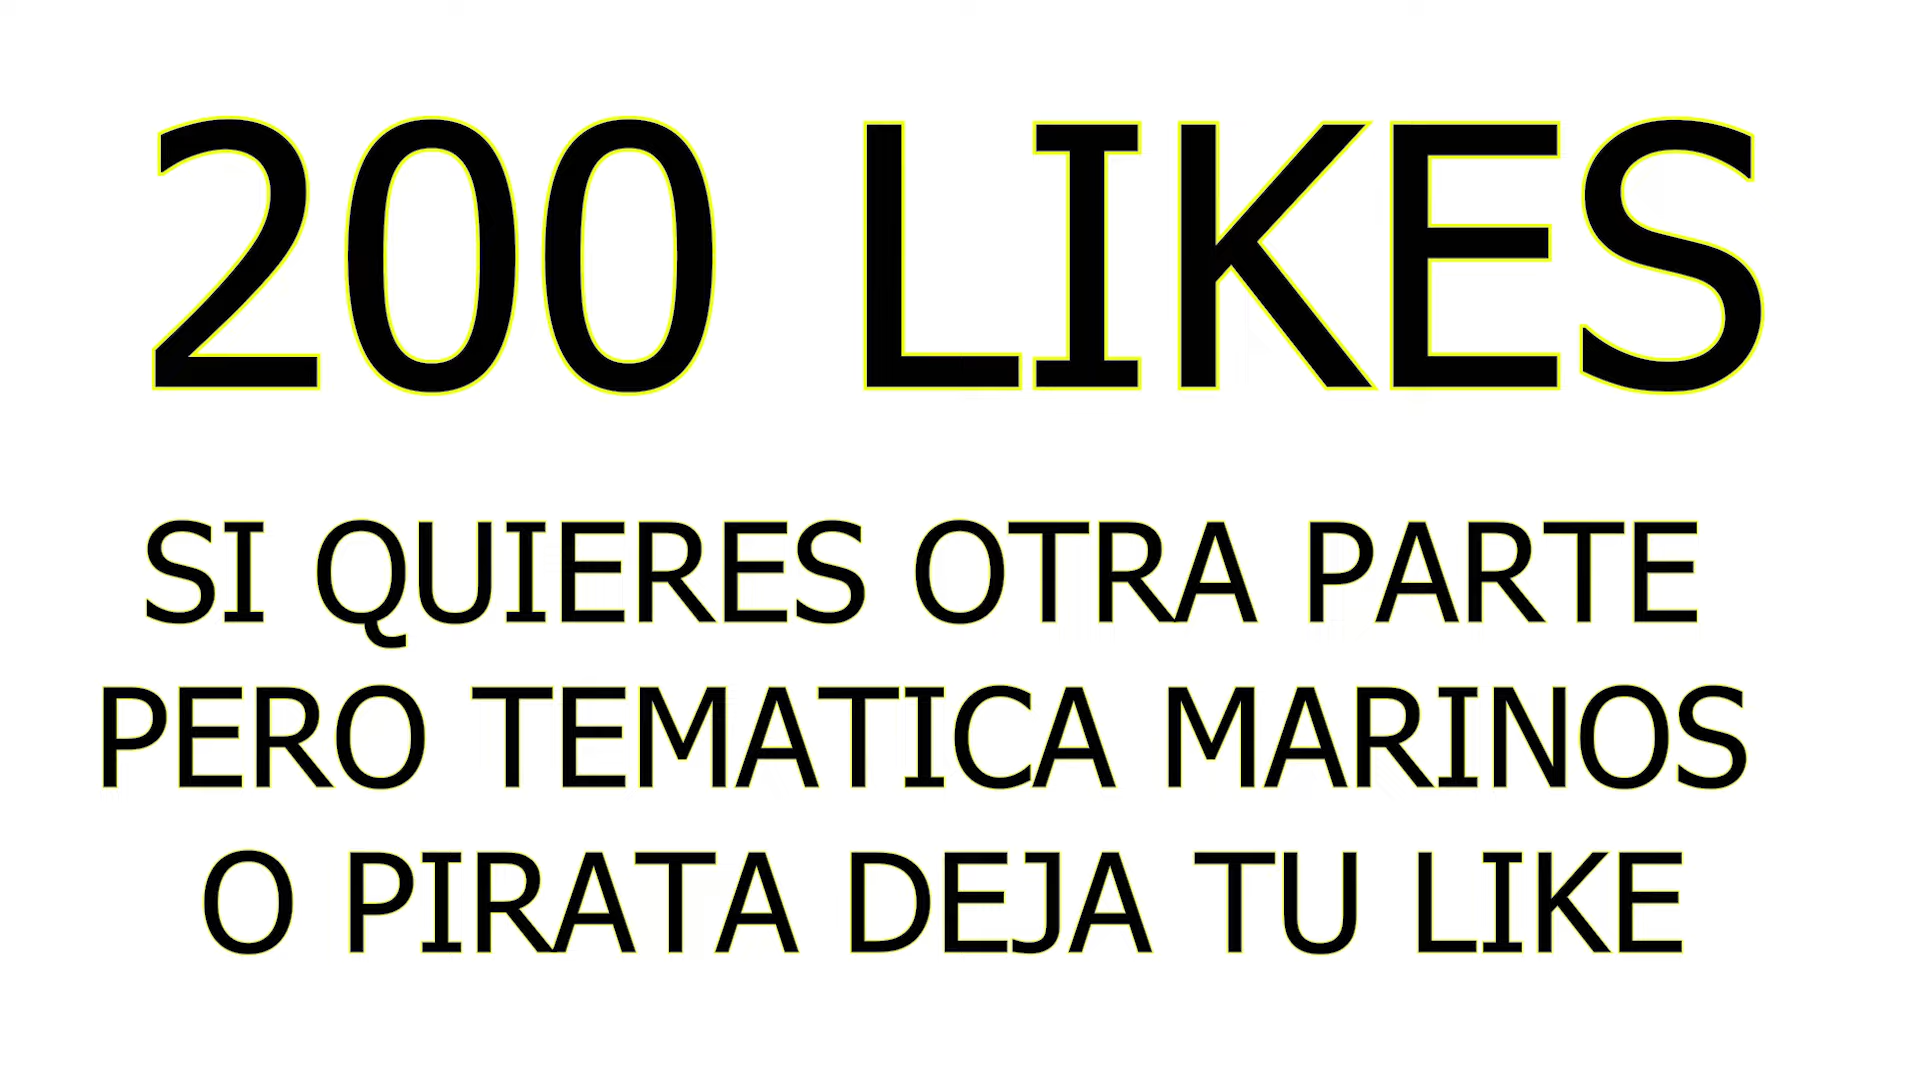 200 LIKES
SI QUIERES OTRA PARTE
PERO TEMATICA MARINOS
O PIRATA DEJA TU LIKE